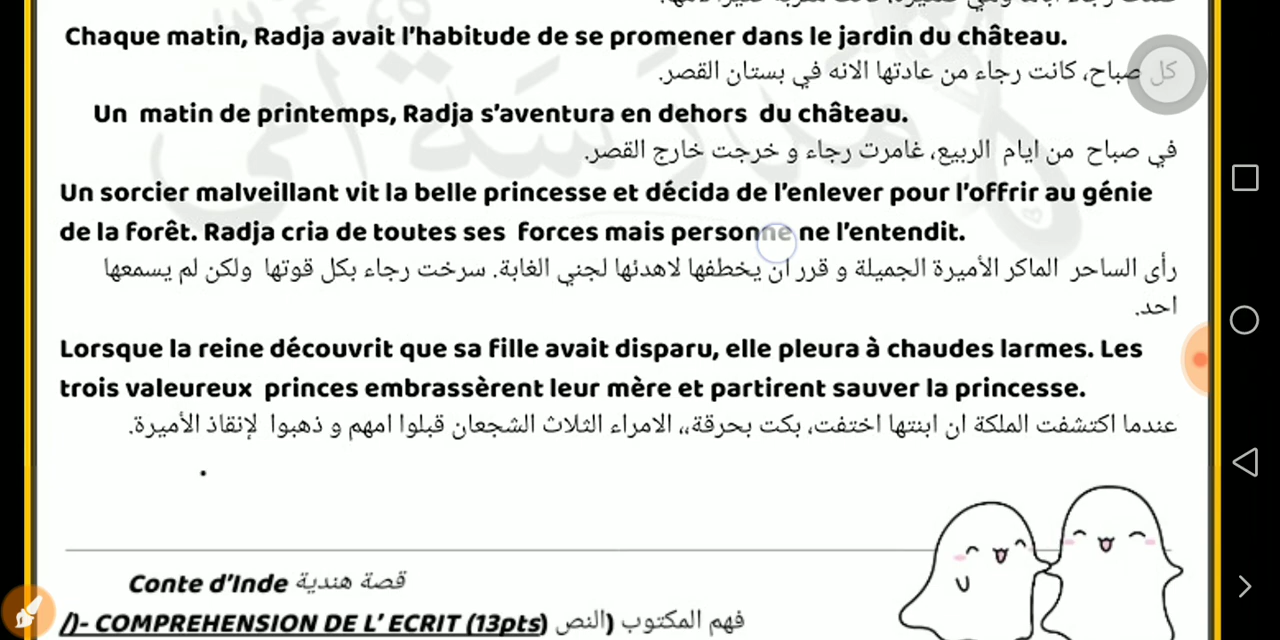 Chaque matin, Radja avait l'habitude de se promener dans le jardin du château.
كل صباح، كانت رجاء من عادتها الانه في بستان القصر.
Un matin de printemps, Radja s'aventura en dehors du château.
في صباح من ايام الربيع، غامرت رجاء و خرجت خارج القصر.
Un sorcier malveillant vit la belle princesse et décida de l'enlever pour l'offrir au génie
de la forêt. Radja cria de toutes ses forces mais personne ne l'entendit.
رأى الساحر الماكر الأميرة الجميلة و قرر ان يخطفها لاهدئها لجني الغابة. سرخت رجاء بكل قوتها ولكن لم يسمعها
احد.
Lorsque la reine découvrit que sa fille avait disparu, elle pleura à chaudes larmes. Les
trois valeureux princes embrassèrent leur mère et partirent sauver la princesse.
عندما اكتشفت الملكة ان ابنتها اختفت، بكت بحرقة،, الامراء الثلاث الشجعان قبلوا امهم و ذهبوا لإنقاذ الأميرة.
Conte d'Inde قصة هندية
I)- COMPREHENSION DE L' ECRIT (13pts) فهم المكتوب (النص